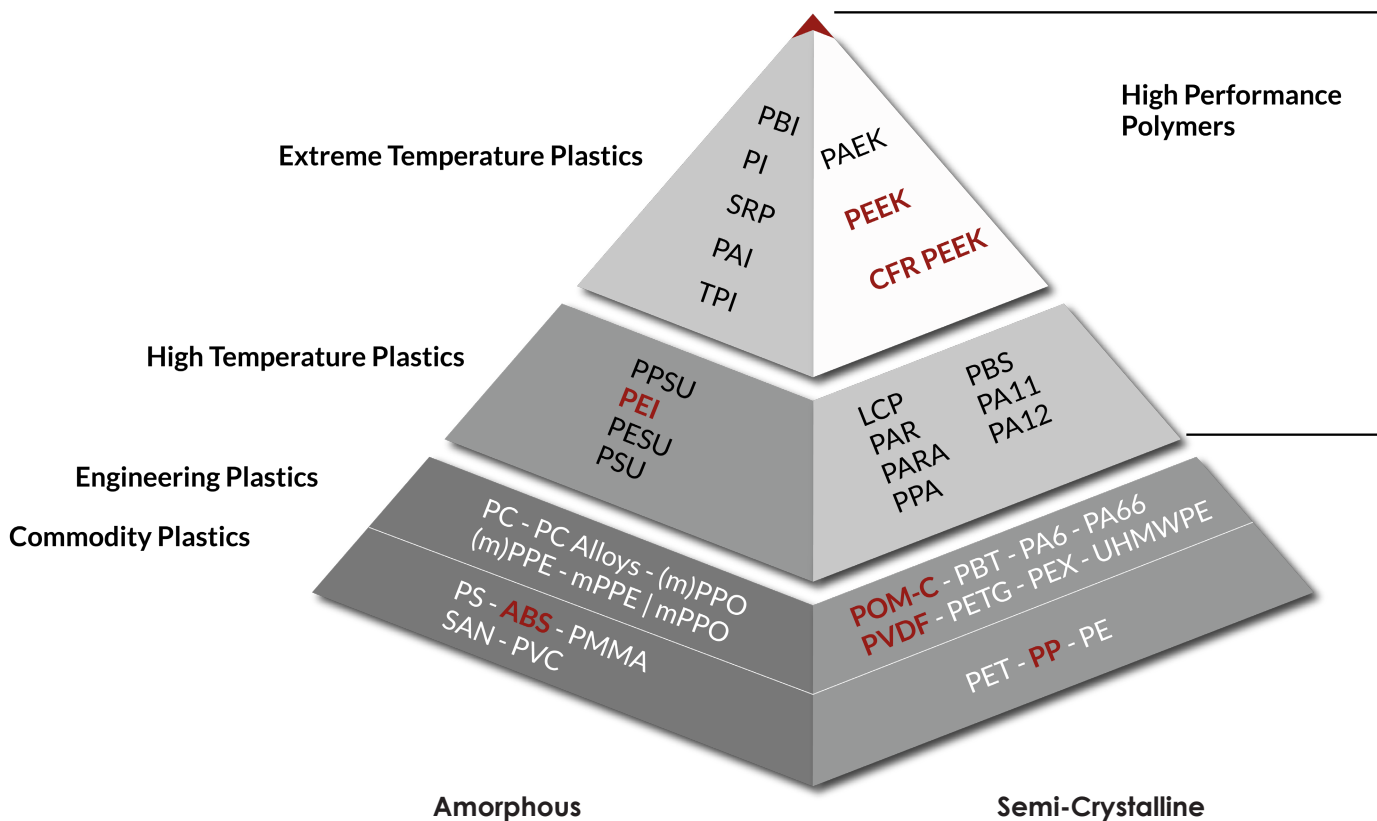 High Performance
Polymers
Extreme Temperature Plastics
PBI
PI
SRP
PAI
TPI
PAEK
PEEK
CFR PEEK
High Temperature Plastics
PPSU
PEI
PESU
PSU
LCP
PAR
PARA
PPA
PBS
PA11
PA12
Engineering Plastics
PC - PC Alloys - (m)PPO
(m)PPE - mPPE | mPPO
POM-C - PBT - PA6 - PA66
PVDF - PETG - PEX - UHMWPE
Commodity Plastics
PS - ABS - PMMA
SAN - PVC
PET - PP - PE
Amorphous
Semi-Crystalline